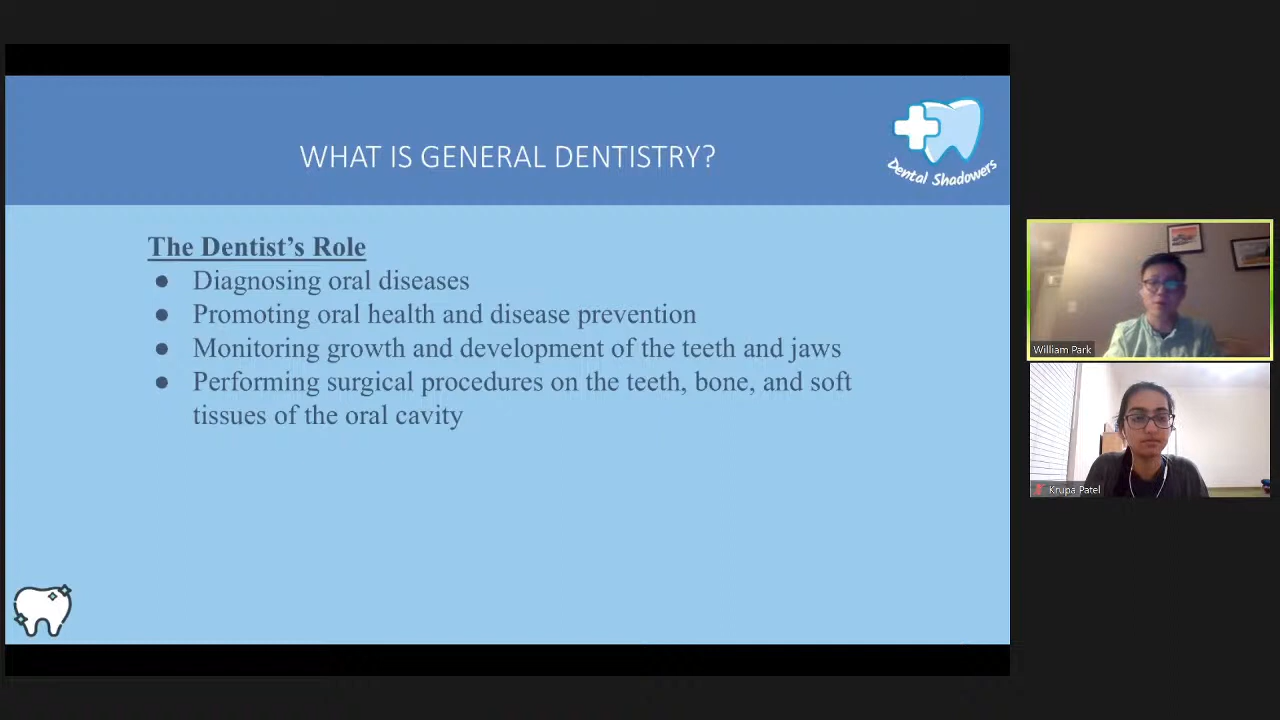 WHAT IS GENERAL DENTISTRY?
Dental Shadowers
The Dentist’s Role
● Diagnosing oral diseases
● Promoting oral health and disease prevention
● Monitoring growth and development of the teeth and jaws
● Performing surgical procedures on the teeth, bone, and soft
tissues of the oral cavity
William Park
Krupa Patel